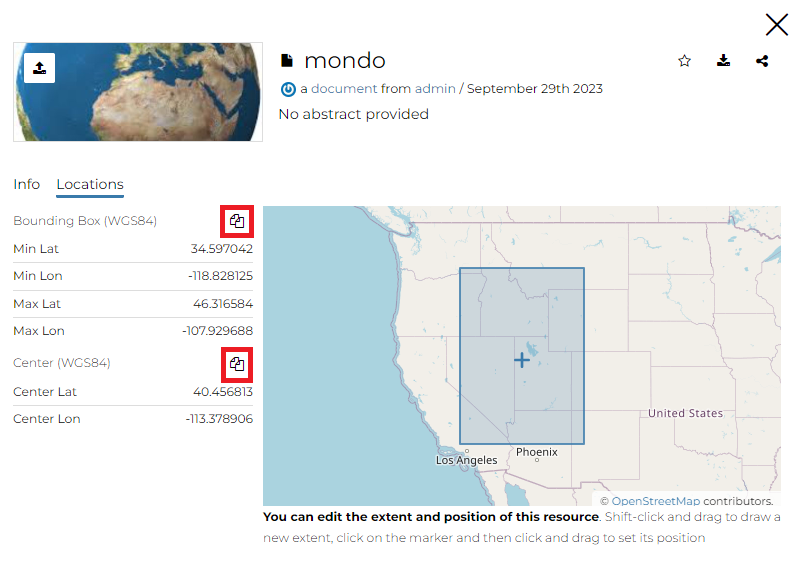 mondo
a document from admin / September 29th 2023
No abstract provided
Info Locations
Bounding Box (WGS84)
Min Lat 34.597042
Min Lon -118.828125
Max Lat 46.316584
Max Lon -107.929688
Center (WGS84)
Center Lat 40.456813
Center Lon -113.378906
United States
Phoenix
Los Angeles
© OpenStreetMap contributors.
You can edit the extent and position of this resource. Shift-click and drag to draw a
new extent, click on the marker and then click and drag to set its position